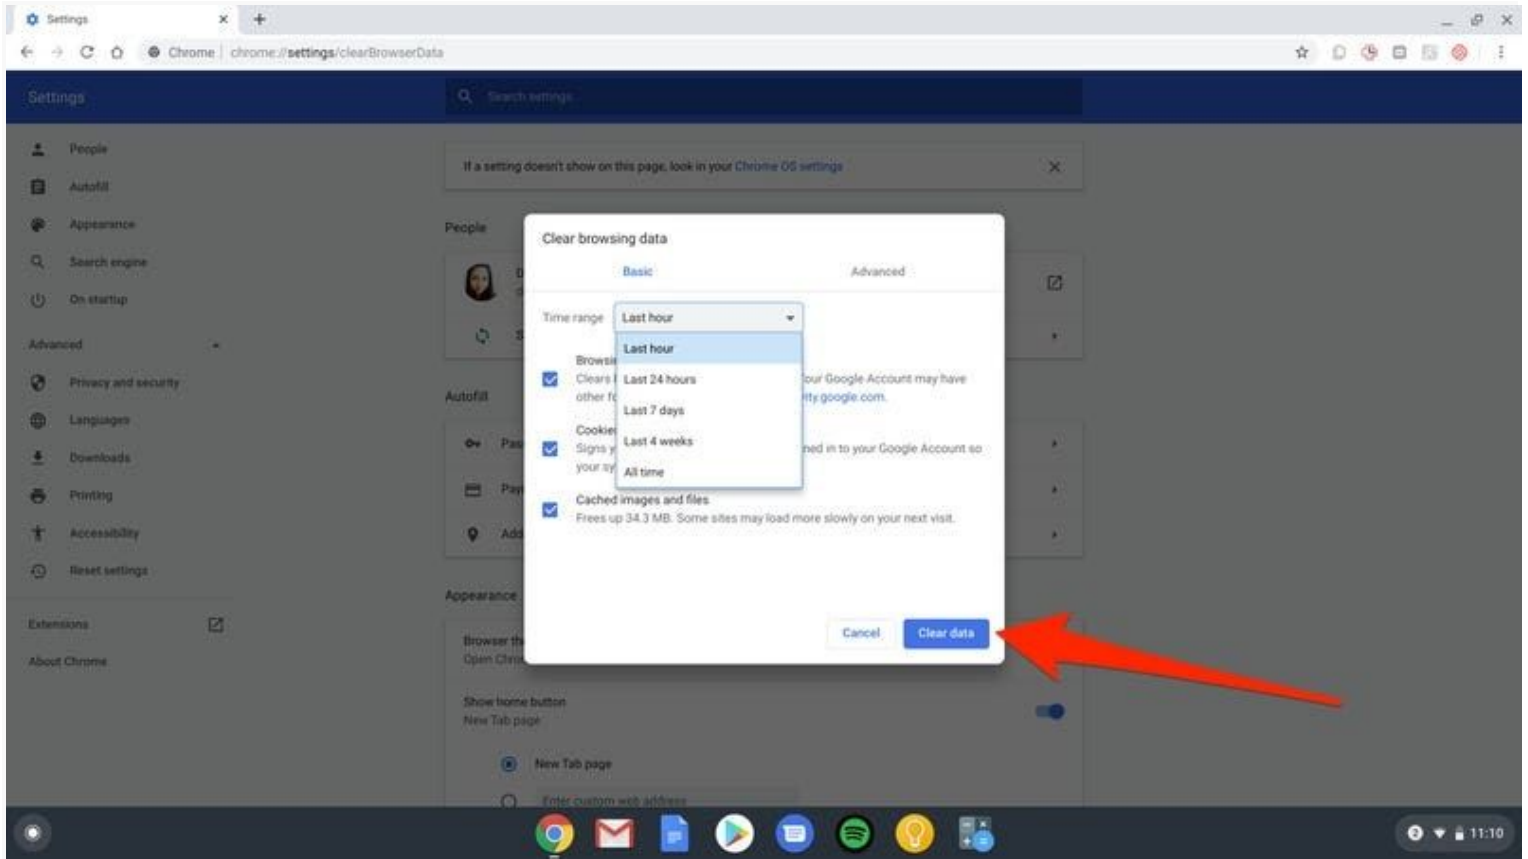 Settings
Chrome | chrome://settings/clearBrowserData
Settings
Search settings
People
Autofill
Appearance
Search engine
On startup
Advanced
Privacy and security
Languages
Downloads
Printing
Accessibility
Reset settings
Extensions
About Chrome
If a setting doesn't show on this page, look in your Chrome OS settings
People
Autofill
Appearance
Show home button
New Tab page
New Tab page
Enter custom web address
Clear browsing data
Basic
Advanced
Time range
Last hour
Last hour
Last 24 hours
Last 7 days
Last 4 weeks
All time
Clears
our Google Account may have
other
google.com.
Signs
in to your Google Account so
your
Cached images and files
Frees up 34.3 MB. Some sites may load more slowly on your next visit.
Cancel
Clear data
2
11:10